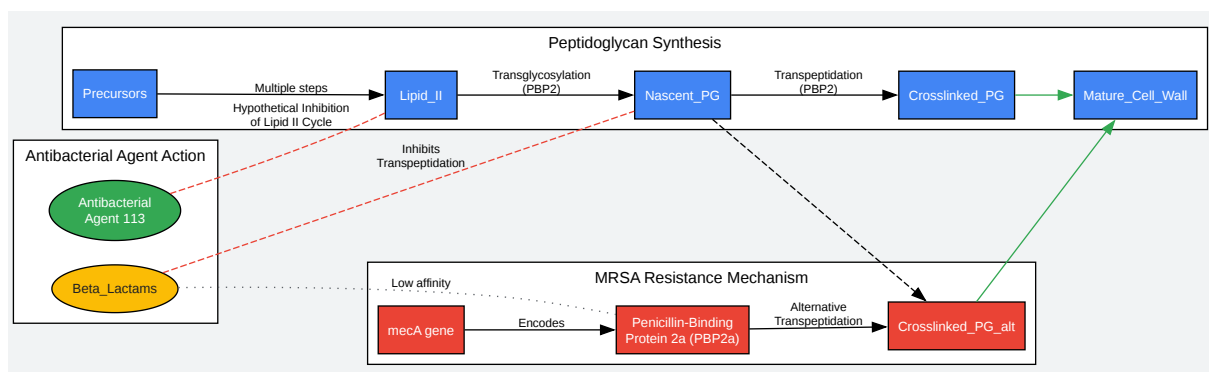 Peptidoglycan Synthesis
Precursors
Multiple steps
Lipid_II
Transglycosylation
(PBP2)
Nascent_PG
Transpeptidation
(PBP2)
Crosslinked_PG
Mature_Cell_Wall
Hypothetical Inhibition
of Lipid II Cycle
Inhibits
Transpeptidation
Antibacterial Agent Action
Antibacterial
Agent 113
Beta_Lactams
MRSA Resistance Mechanism
Low affinity
mecA gene
Encodes
Penicillin-Binding
Protein 2a (PBP2a)
Alternative
Transpeptidation
Crosslinked_PG_alt